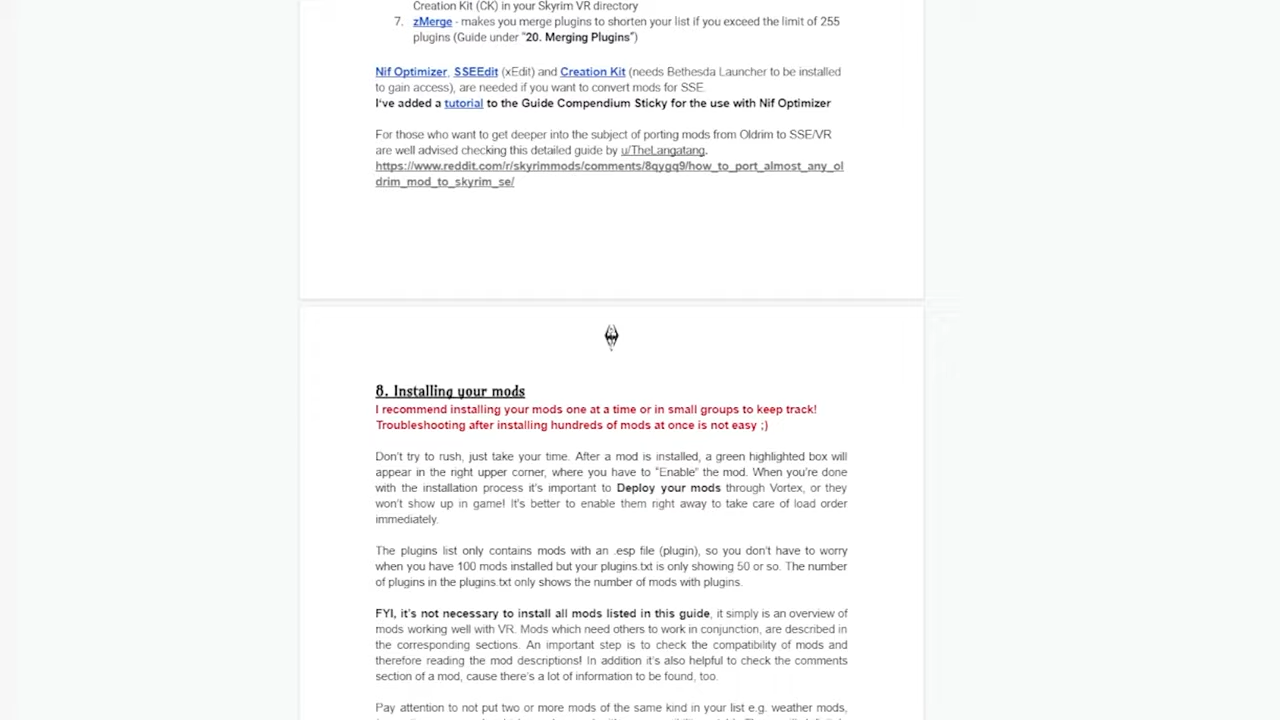 Creation Kit (CK) in your Skyrim VR directory
7. zMerge - makes you merge plugins to shorten your list if you exceed the limit of 255
plugins (Guide under "20. Merging Plugins")
Nif Optimizer, SSEEdit (xEdit) and Creation Kit (needs Bethesda Launcher to be installed
to gain access), are needed if you want to convert mods for SSE.
I've added a tutorial to the Guide Compendium Sticky for the use with Nif Optimizer
For those who want to get deeper into the subject of porting mods from Oldrim to SSE/VR
are well advised checking this detailed guide by u/TheLangatang.
https://www.reddit.com/r/skyrimmods/comments/8qygq9/how_to_port_almost_any_ol
drim_mod_to_skyrim_se/
8. Installing your mods
I recommend installing your mods one at a time or in small groups to keep track!
Troubleshooting after installing hundreds of mods at once is not easy ;)
Don't try to rush, just take your time. After a mod is installed, a green highlighted box will
appear in the right upper corner, where you have to "Enable" the mod. When you're done
with the installation process it's important to Deploy your mods through Vortex, or they
won't show up in game! It's better to enable them right away to take care of load order
immediately.
The plugins list only contains mods with an .esp file (plugin), so you don't have to worry
when you have 100 mods installed but your plugins.txt is only showing 50 or so. The number
of plugins in the plugins.txt only shows the number of mods with plugins.
FYI, it's not necessary to install all mods listed in this guide, it simply is an overview of
mods working well with VR. Mods which need others to work in conjunction, are described in
the corresponding sections. An important step is to check the compatibility of mods and
therefore reading the mod descriptions! In addition it's also helpful to check the comments
section of a mod, cause there's a lot of information to be found, too.
Pay attention to not put two or more mods of the same kind in your list e.g. weather mods,